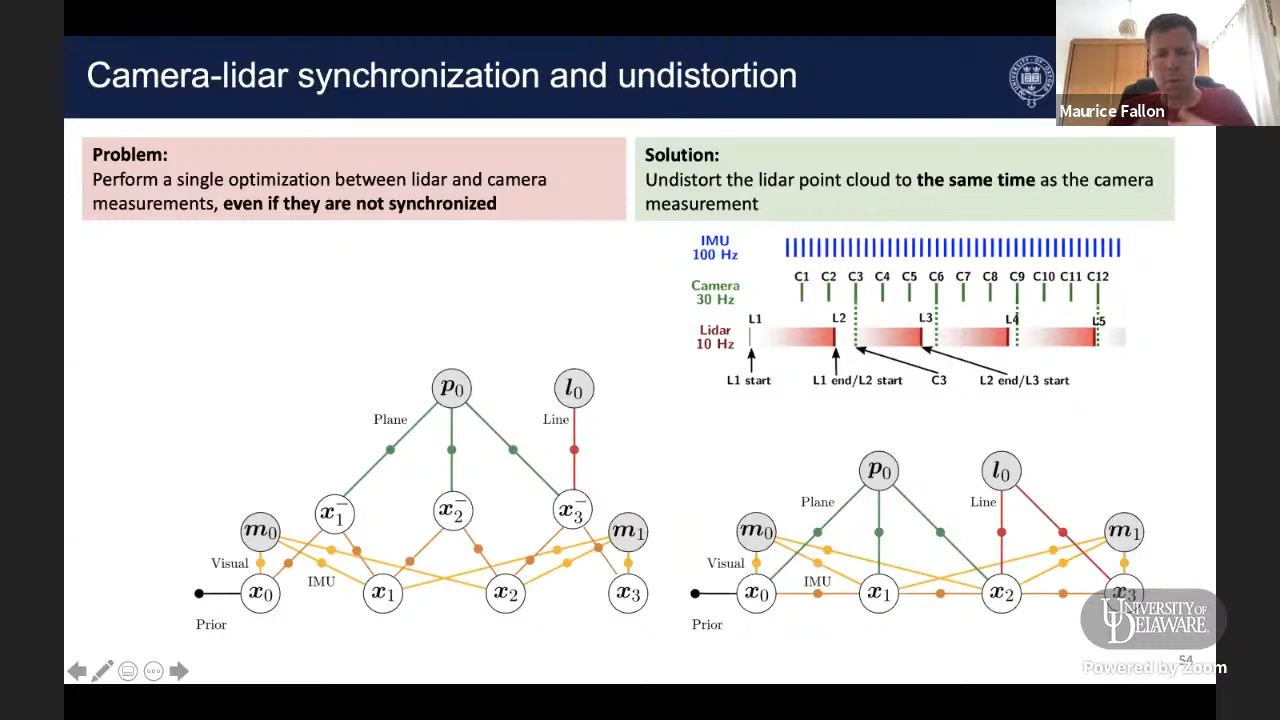 Camera-lidar synchronization and undistortion
Maurice Fallon
Problem:
Perform a single optimization between lidar and camera
measurements, even if they are not synchronized
Solution:
Undistort the lidar point cloud to the same time as the camera
measurement
IMU
100 Hz
C1 C2 C3 C4 C5 C6 C7 C8 C9 C10 C11 C12
Camera
30 Hz
L1 L2 L3 L4 L5
Lidar
10 Hz
L1 start L1 end/L2 start C3 L2 end/L3 start
p0 l0
Plane Line
x1− x2− x3−
m0 m1
Visual IMU
x0 x1 x2 x3
Prior
p0 l0
Plane Line
m0 m1
Visual IMU
x0 x1 x2 x3
Prior
UNIVERSITY OF
DELAWARE.
54
Powered by Zoom